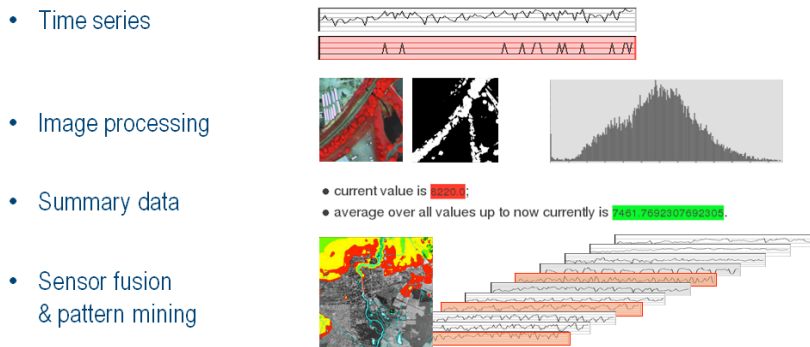 • Time series
• Image processing
• Summary data
• current value is 8220.0;
• average over all values up to now currently is 7461.7692307692305.
• Sensor fusion
& pattern mining